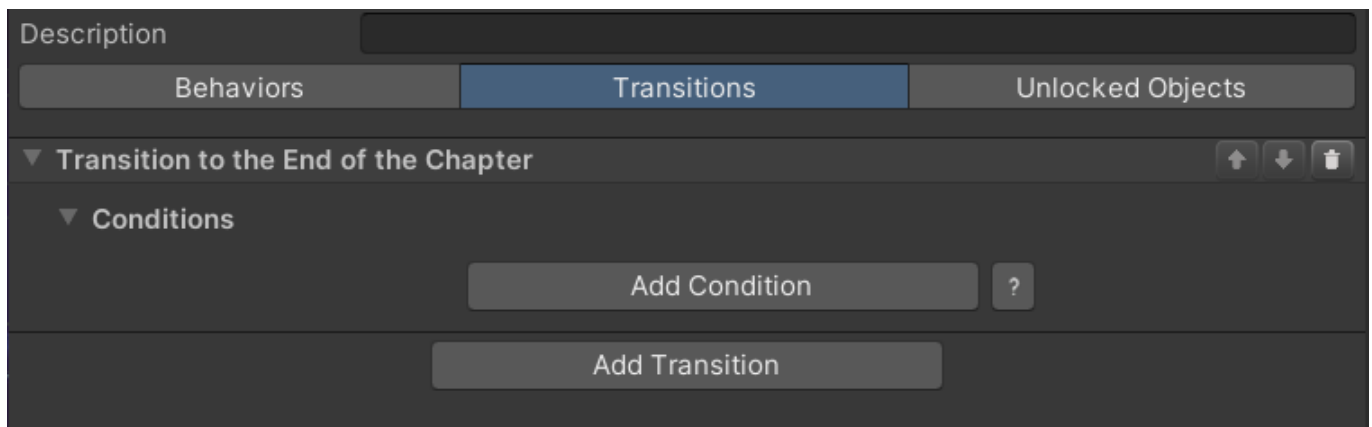 Description
Behaviors Transitions Unlocked Objects
Transition to the End of the Chapter
Conditions
Add Condition ?
Add Transition